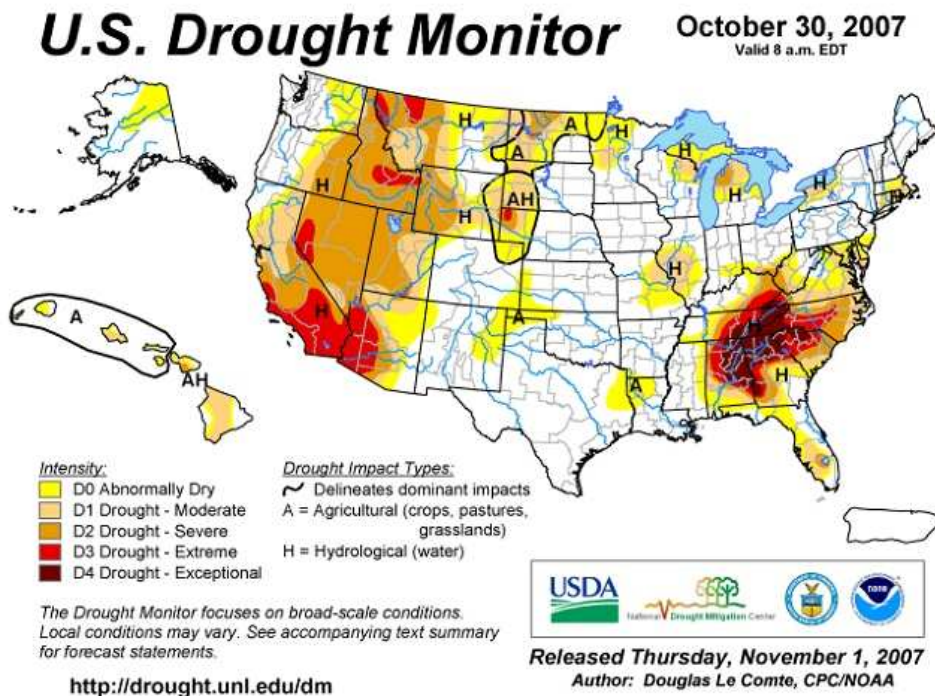 U.S. Drought Monitor
October 30, 2007
Valid 8 a.m. EDT
H
H
A
A
H
H
H
H
H
H
AH
H
H
H
A
H
H
A
A
AH
Intensity:
D0 Abnormally Dry
D1 Drought - Moderate
D2 Drought - Severe
D3 Drought - Extreme
D4 Drought - Exceptional
Drought Impact Types:
Delineates dominant impacts
A = Agricultural (crops, pastures,
grasslands)
H = Hydrological (water)
The Drought Monitor focuses on broad-scale conditions.
Local conditions may vary. See accompanying text summary
for forecast statements.
http://drought.unl.edu/dm
USDA
National Drought Mitigation Center
Released Thursday, November 1, 2007
Author: Douglas Le Comte, CPC/NOAA